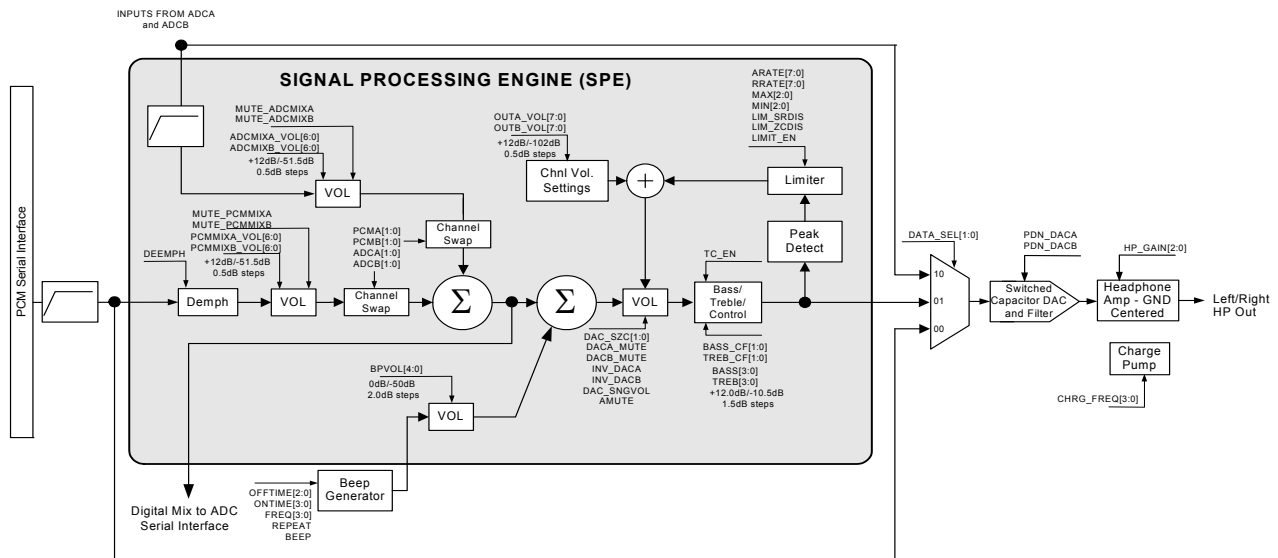 INPUTS FROM ADCA
and ADCB
SIGNAL PROCESSING ENGINE (SPE)
PCM Serial Interface
MUTE_ADCMIXA
MUTE_ADCMIXB
ADCMIXA_VOL[6:0]
ADCMIXB_VOL[6:0]
+12dB/-51.5dB
0.5dB steps
VOL
MUTE_PCMMIXA
MUTE_PCMMIXB
PCMMIXA_VOL[6:0]
PCMMIXB_VOL[6:0]
+12dB/-51.5dB
0.5dB steps
DEEMPH
Demph
VOL
PCMA[1:0]
PCMB[1:0]
ADCA[1:0]
ADCB[1:0]
Channel
Swap
Channel
Swap
Σ
Σ
OUTA_VOL[7:0]
OUTB_VOL[7:0]
+12dB/-102dB
0.5dB steps
Chnl Vol.
Settings
+
ARATE[7:0]
RRATE[7:0]
MAX[2:0]
MIN[2:0]
LIM_SRDIS
LIM_ZCDIS
LIMIT_EN
Limiter
Peak
Detect
TC_EN
VOL
Bass/
Treble/
Control
DAC_SZC[1:0]
DACA_MUTE
DACB_MUTE
INV_DACA
INV_DACB
DAC_SNGVOL
AMUTE
BASS_CF[1:0]
TREB_CF[1:0]
BASS[3:0]
TREB[3:0]
+12.0dB/-10.5dB
1.5dB steps
BPVOL[4:0]
0dB/-50dB
2.0dB steps
VOL
Beep
Generator
OFFTIME[2:0]
ONTIME[3:0]
FREQ[3:0]
REPEAT
BEEP
Digital Mix to ADC
Serial Interface
DATA_SEL[1:0]
10
01
00
PDN_DACA
PDN_DACB
Switched
Capacitor DAC
and Filter
HP_GAIN[2:0]
Headphone
Amp - GND
Centered
Left/Right
HP Out
Charge
Pump
CHRG_FREQ[3:0]